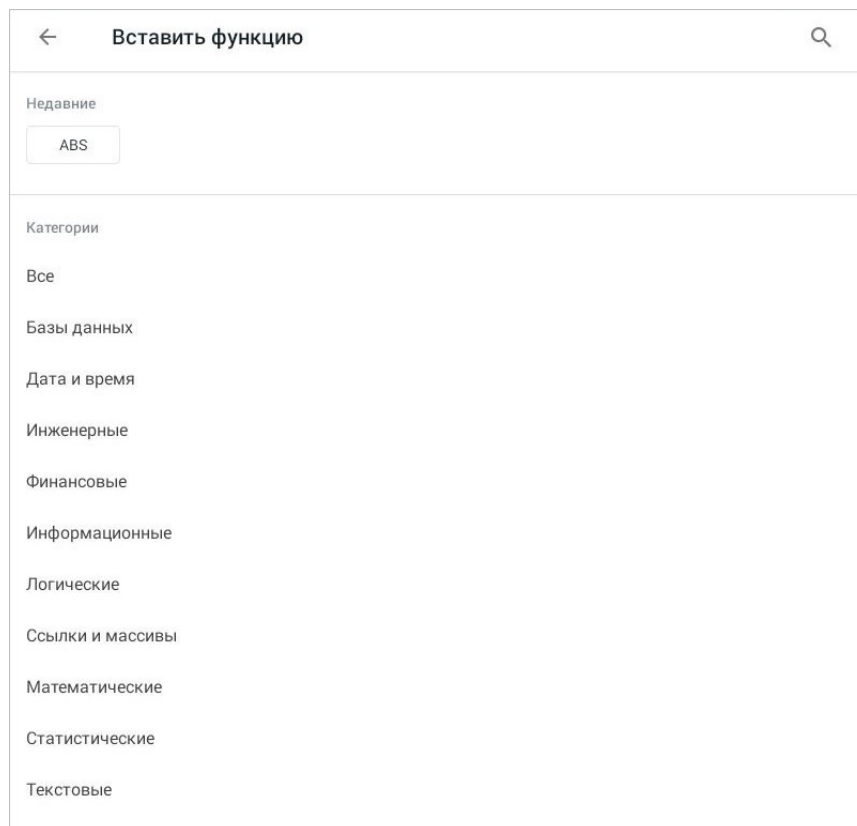 Вставить функцию
Недавние
ABS
Категории
Все
Базы данных
Дата и время
Инженерные
Финансовые
Информационные
Логические
Ссылки и массивы
Математические
Статистические
Текстовые